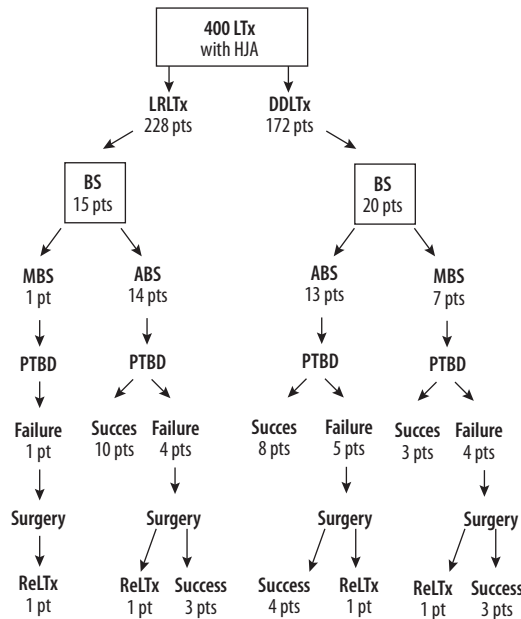 400 LTx
with HJA
LRLTx
228 pts
DDLTx
172 pts
BS
15 pts
BS
20 pts
MBS
1 pt
ABS
14 pts
ABS
13 pts
MBS
7 pts
PTBD
PTBD
PTBD
PTBD
Failure
1 pt
Succes
10 pts
Failure
4 pts
Succes
8 pts
Failure
5 pts
Succes
3 pts
Failure
4 pts
Surgery
Surgery
Surgery
Surgery
ReLTx
1 pt
ReLTx
1 pt
Success
3 pts
Success
4 pts
ReLTx
1 pt
ReLTx
1 pt
Success
3 pts